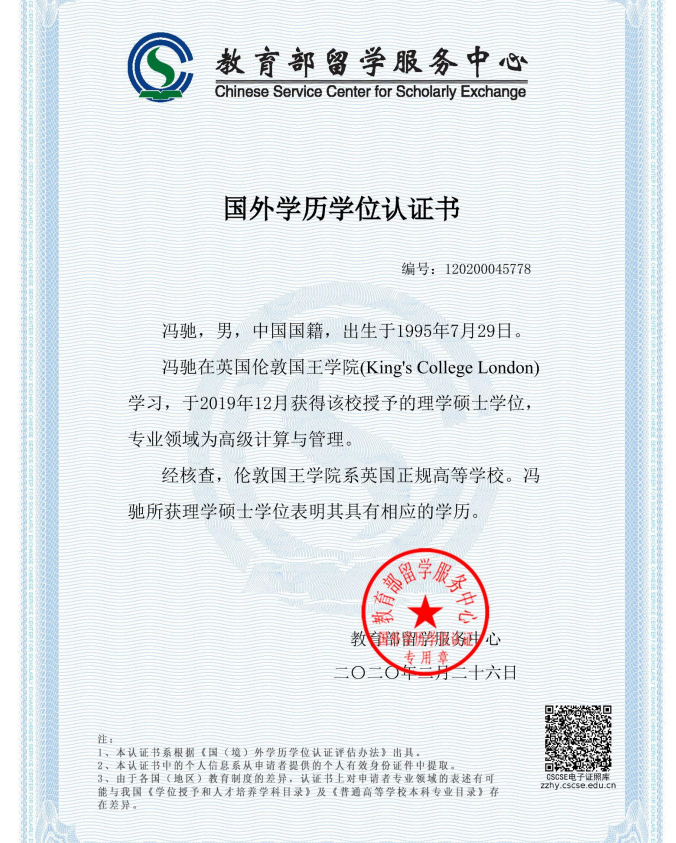 教育部留学服务中心
Chinese Service Center for Scholarly Exchange
国外学历学位认证书
编号：120200045778
冯驰，男，中国国籍，出生于1995年7月29日。
冯驰在英国伦敦国王学院(King's College London)
学习，于2019年12月获得该校授予的理学硕士学位，
专业领域为高级计算与管理。
经核查，伦敦国王学院系英国正规高等学校。冯
驰所获理学硕士学位表明其具有相应的学历。
教育部留学服务中心
国外学历学位认证
专用章
教育部留学服务中心
二〇二〇年二月二十六日
注：
1、本认证书系根据《国（境）外学历学位认证评估办法》出具。
2、本认证书中的个人信息系从申请者提供的个人有效身份证件中提取。
3、由于各国（地区）教育制度的差异，认证书上对申请者专业领域的表述有可
能与我国《学位授予和人才培养学科目录》及《普通高等学校本科专业目录》存
在差异。
CSCSE电子证照库
zzhy.cscse.edu.cn